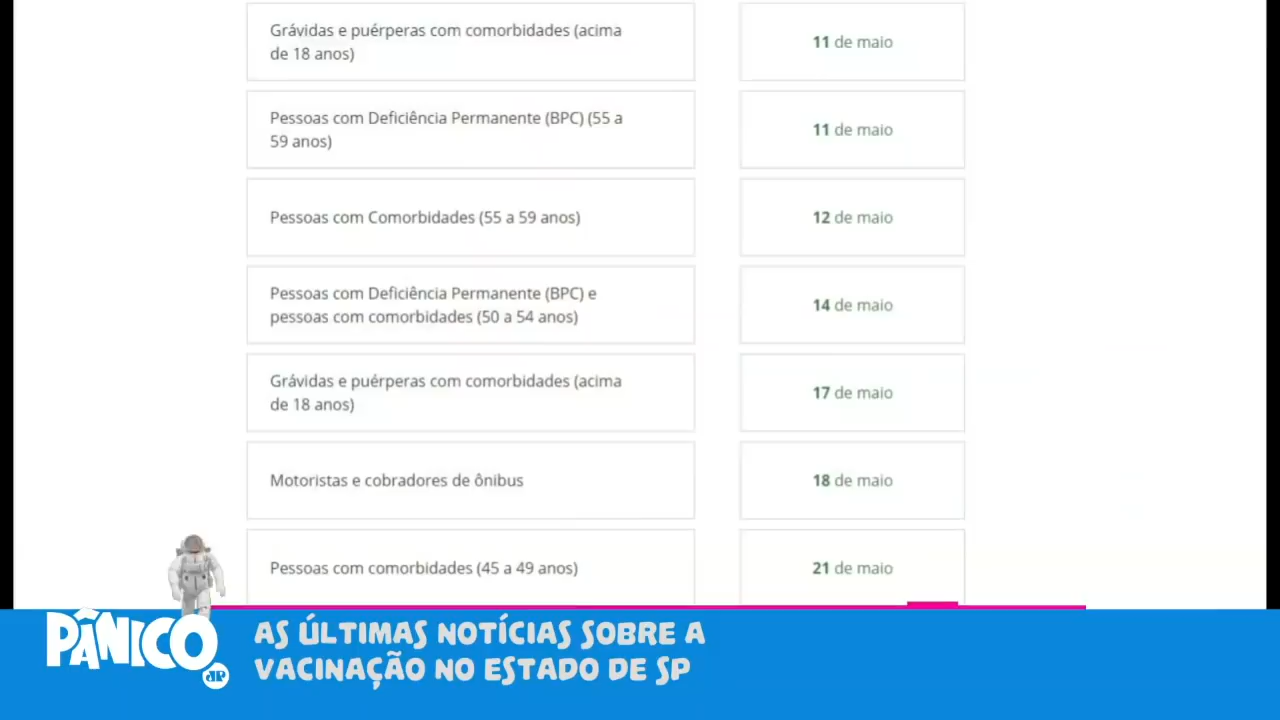 Grávidas e puérperas com comorbidades (acima
de 18 anos)
11 de maio
Pessoas com Deficiência Permanente (BPC) (55 a
59 anos)
11 de maio
Pessoas com Comorbidades (55 a 59 anos)
12 de maio
Pessoas com Deficiência Permanente (BPC) e
pessoas com comorbidades (50 a 54 anos)
14 de maio
Grávidas e puérperas com comorbidades (acima
de 18 anos)
17 de maio
Motoristas e cobradores de ônibus
18 de maio
Pessoas com comorbidades (45 a 49 anos)
21 de maio
PÂNICO
JP
AS ÚLTIMAS NOTÍCIAS SOBRE A
VACINAÇÃO NO ESTADO DE SP